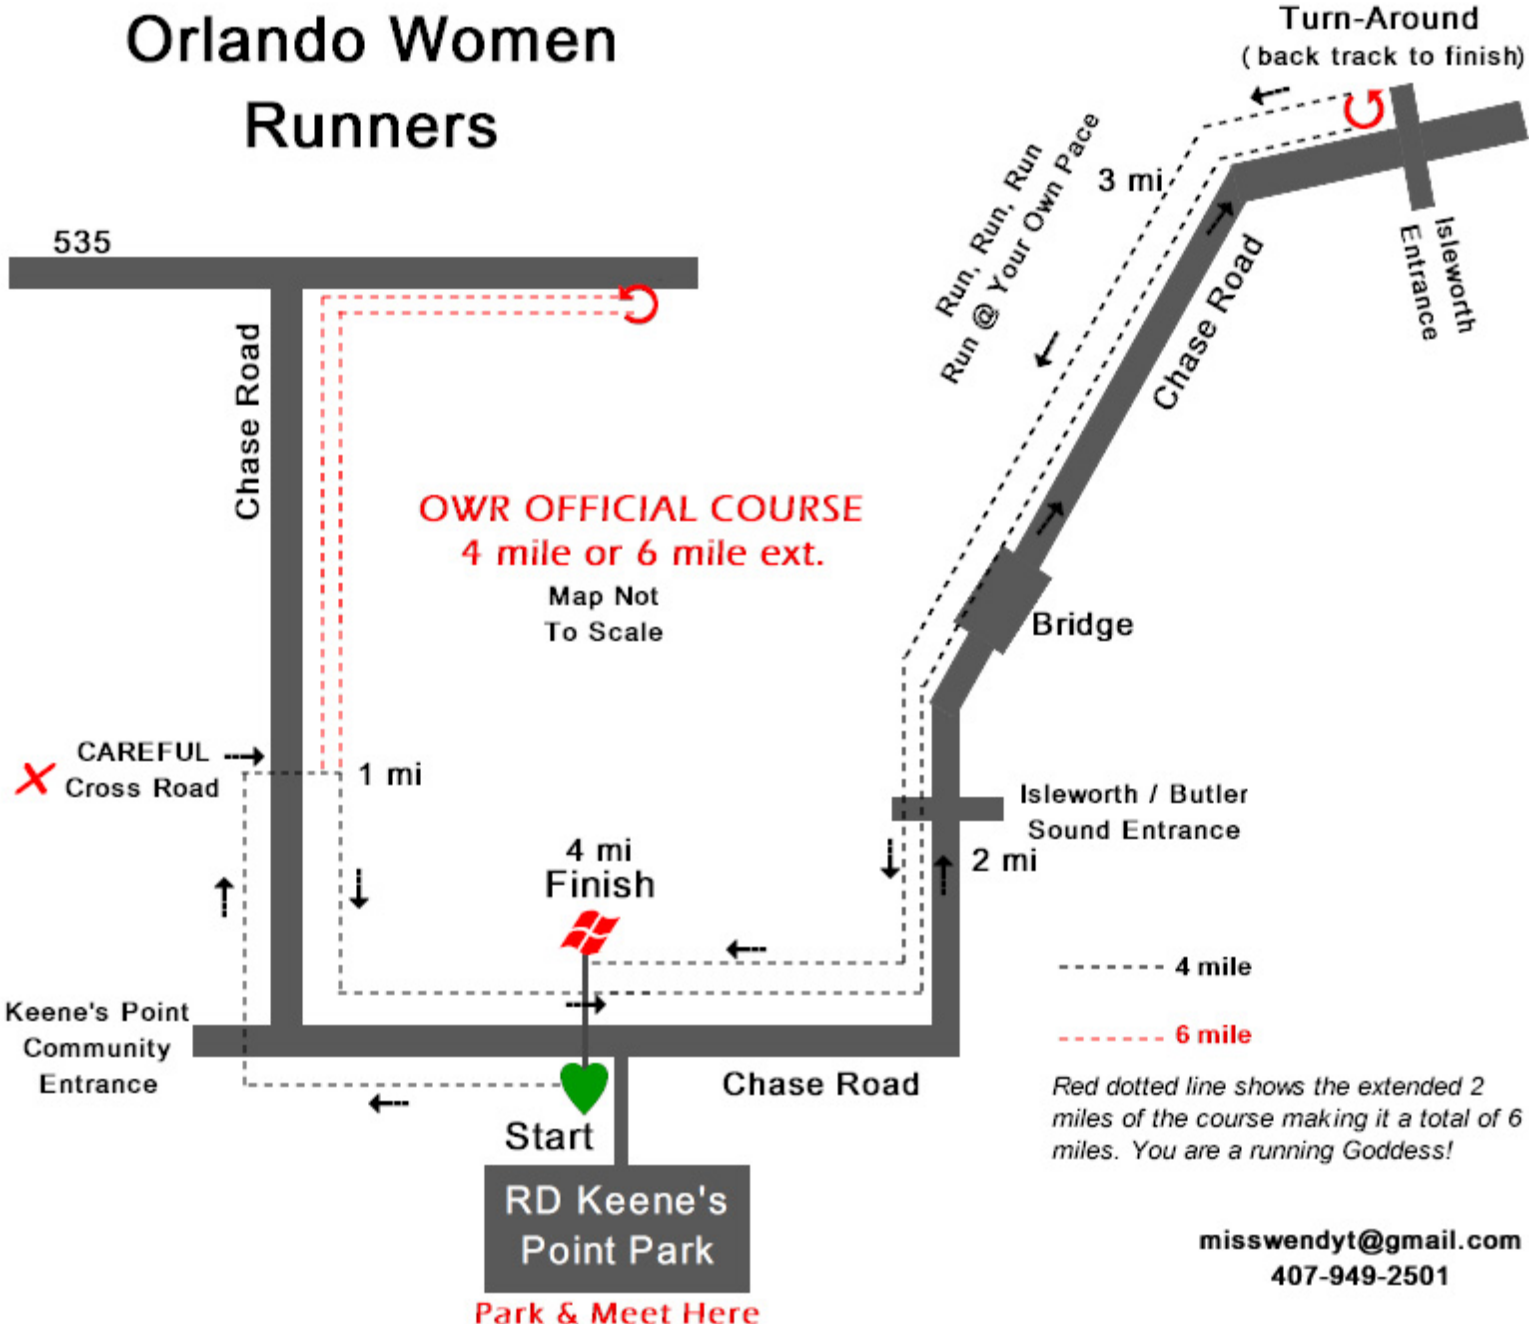 Orlando Women
Runners
Turn-Around
( back track to finish)
Run, Run, Run, Run
Run @ Your Own Pace
3 mi
535
Isleworth
Entrance
Chase Road
Chase Road
OWR OFFICIAL COURSE
4 mile or 6 mile ext.
Map Not
To Scale
Bridge
CAREFUL
Cross Road
1 mi
Isleworth / Butler
Sound Entrance
2 mi
4 mi
Finish
4 mile
Keene's Point
Community
Entrance
6 mile
Chase Road
Start
Red dotted line shows the extended 2
miles of the course making it a total of 6
miles. You are a running Goddess!
RD Keene's
Point Park
Park & Meet Here
misswendyt@gmail.com
407-949-2501